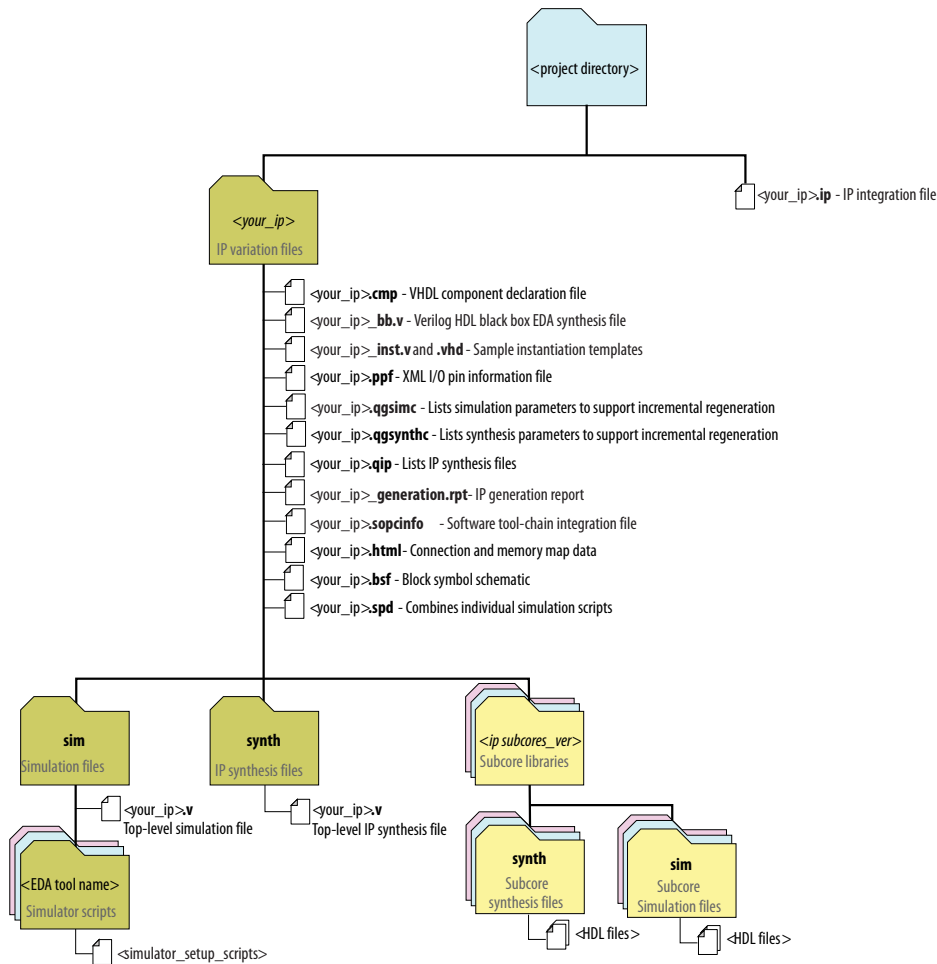 <project directory>
<your_ip>.ip - IP integration file
<your_ip>
IP variation files
<your_ip>.cmp - VHDL component declaration file
<your_ip>_bb.v - Verilog HDL black box EDA synthesis file
<your_ip>_inst.v and .vhd - Sample instantiation templates
<your_ip>.ppf - XML I/O pin information file
<your_ip>.qgsimc - Lists simulation parameters to support incremental regeneration
<your_ip>.qgsynthc - Lists synthesis parameters to support incremental regeneration
<your_ip>.qip - Lists IP synthesis files
<your_ip>_generation.rpt- IP generation report
<your_ip>.sopcinfo - Software tool-chain integration file
<your_ip>.html- Connection and memory map data
<your_ip>.bsf - Block symbol schematic
<your_ip>.spd - Combines individual simulation scripts
sim
Simulation files
synth
IP synthesis files
<ip subcores_ver>
Subcore libraries
<your_ip>.v
Top-level simulation file
<your_ip>.v
Top-level IP synthesis file
<EDA tool name>
Simulator scripts
synth
Subcore
synthesis files
sim
Subcore
Simulation files
<HDL files>
<HDL files>
<simulator_setup_scripts>